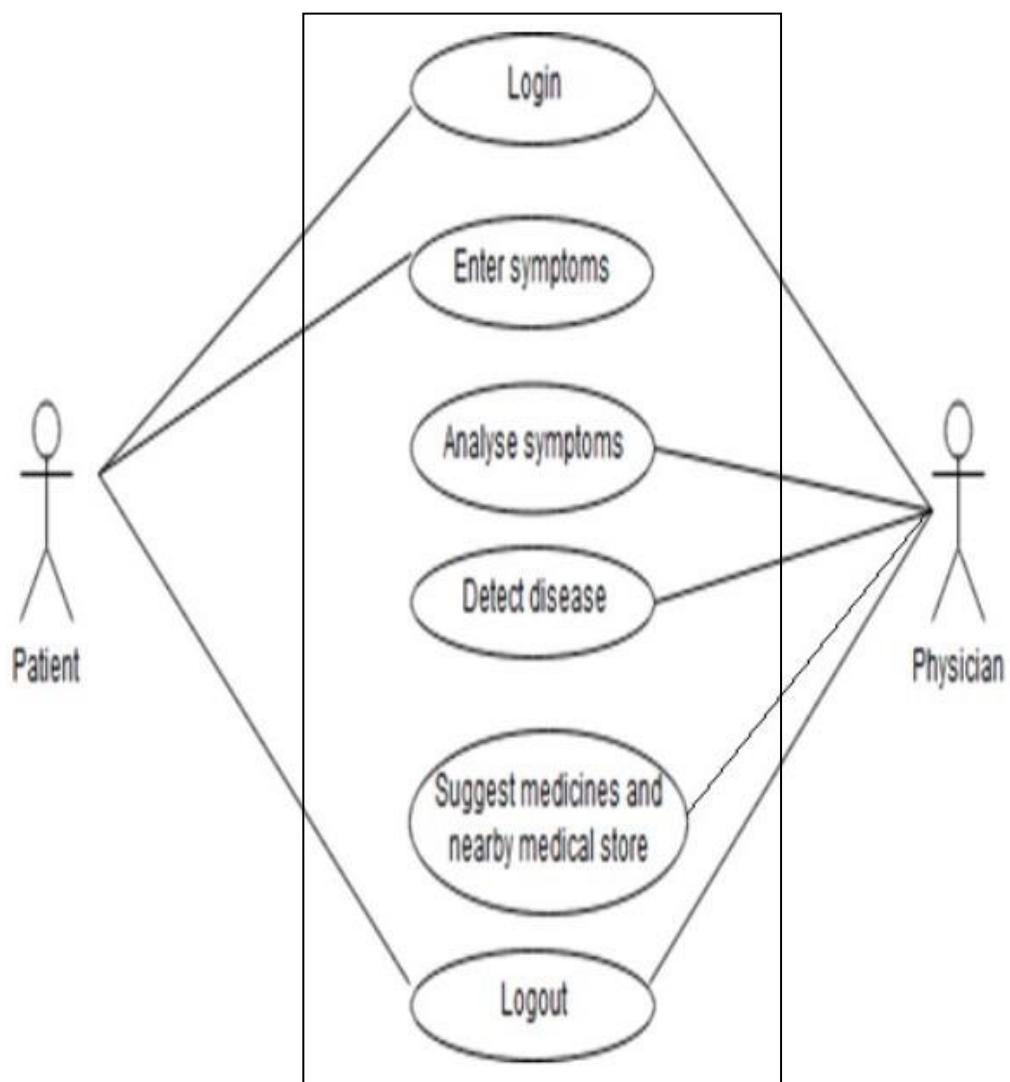 Login
Enter symptoms
Analyse symptoms
Detect disease
Patient
Physician
Suggest medicines and
nearby medical store
Logout